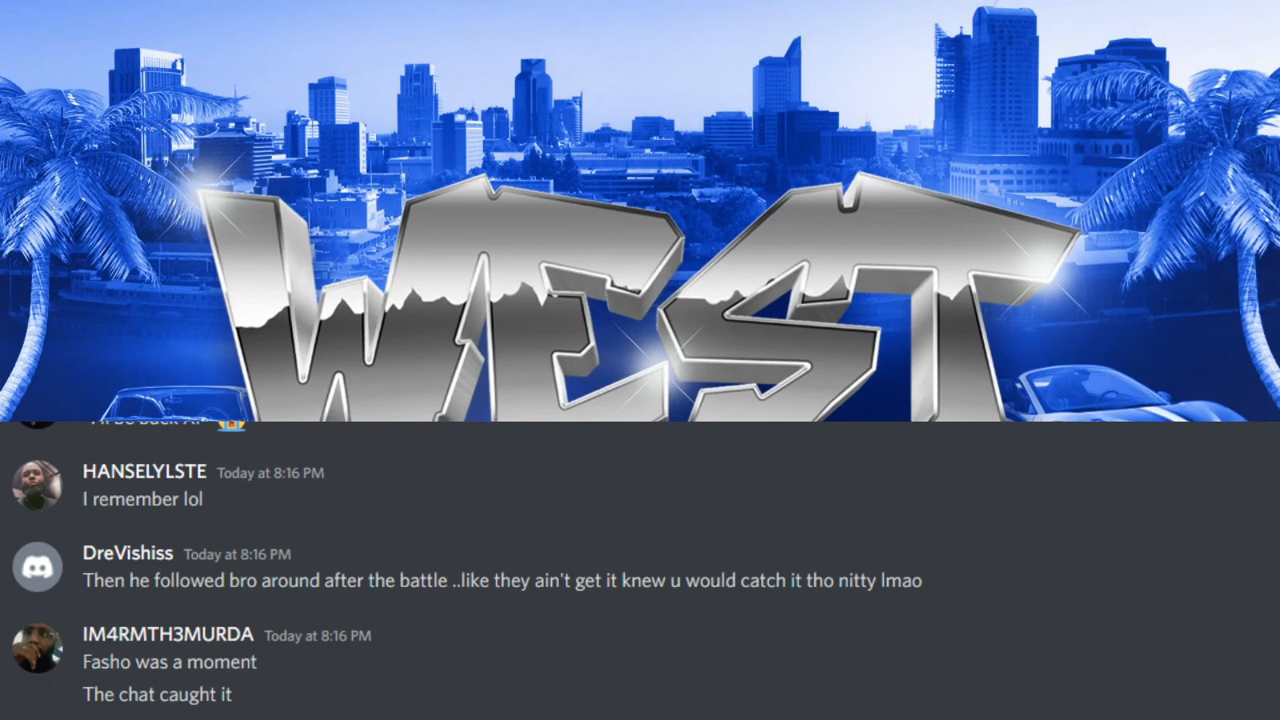 WEST
HANSELYLSTE Today at 8:16 PM
I remember lol
DreVishiss Today at 8:16 PM
Then he followed bro around after the battle ..like they ain't get it knew u would catch it tho nitty lmao
IM4RMTH3MURDA Today at 8:16 PM
Fasho was a moment
The chat caught it